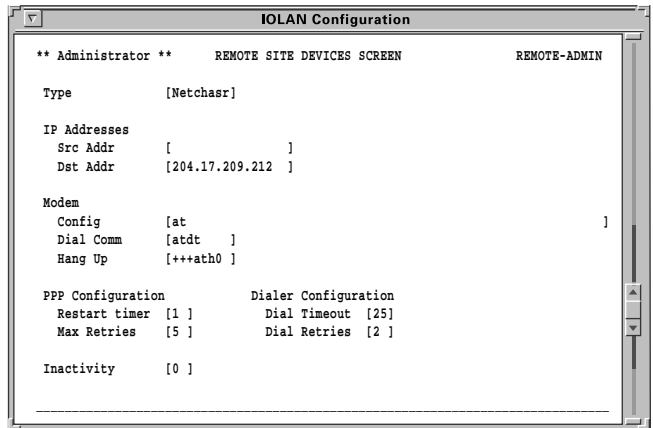 IOLAN Configuration
** Administrator ** REMOTE SITE DEVICES SCREEN REMOTE-ADMIN
Type [Netchasr]
IP Addresses
Src Addr [ ]
Dst Addr [204.17.209.212 ]
Modem
Config [at ]
Dial Comm [atdt ]
Hang Up [+++ath0 ]
PPP Configuration Dialer Configuration
Restart timer [1 ] Dial Timeout [25]
Max Retries [5 ] Dial Retries [2 ]
Inactivity [0 ]